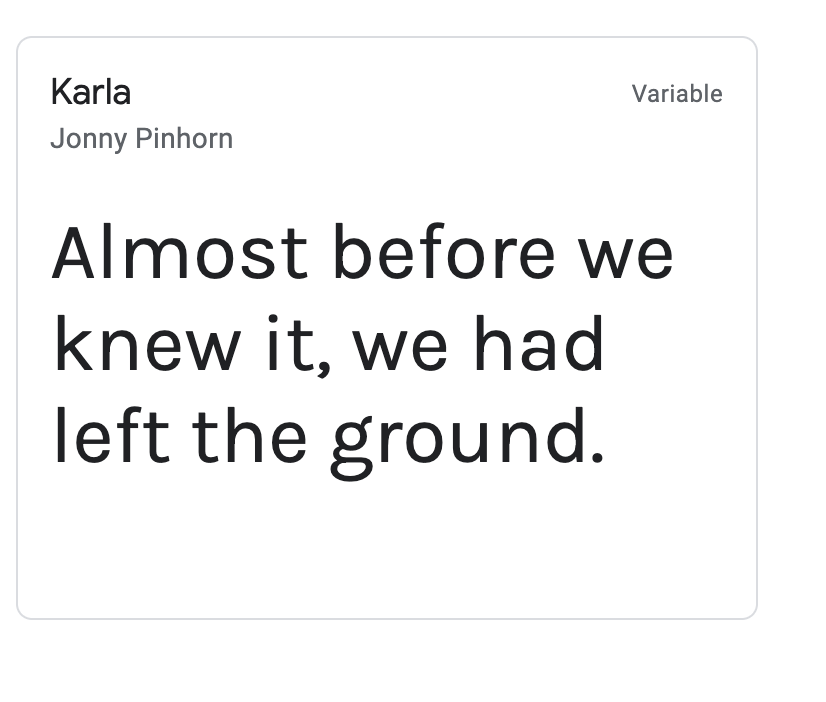 Karla
Variable
Jonny Pinhorn
Almost before we
knew it, we had
left the ground.